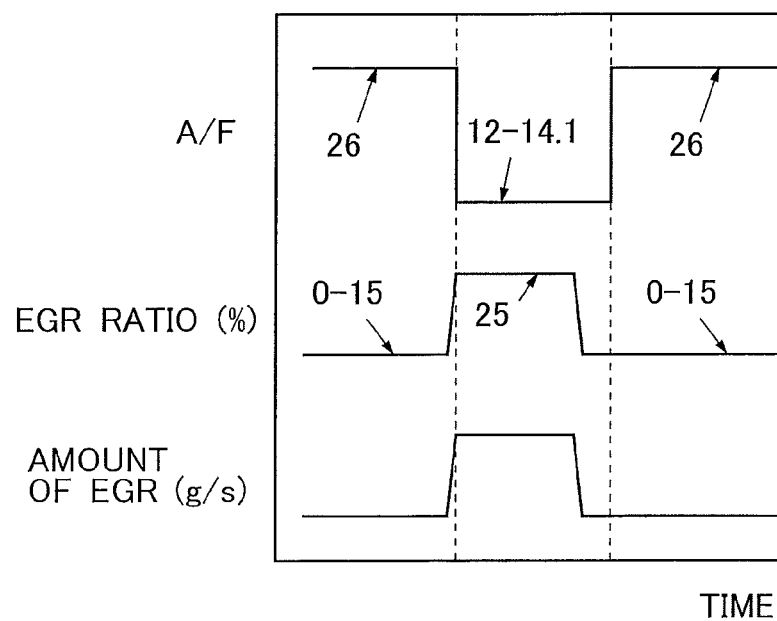 A/F
26
12-14.1
26
EGR RATIO (%)
0-15
25
0-15
AMOUNT
OF EGR (g/s)
TIME